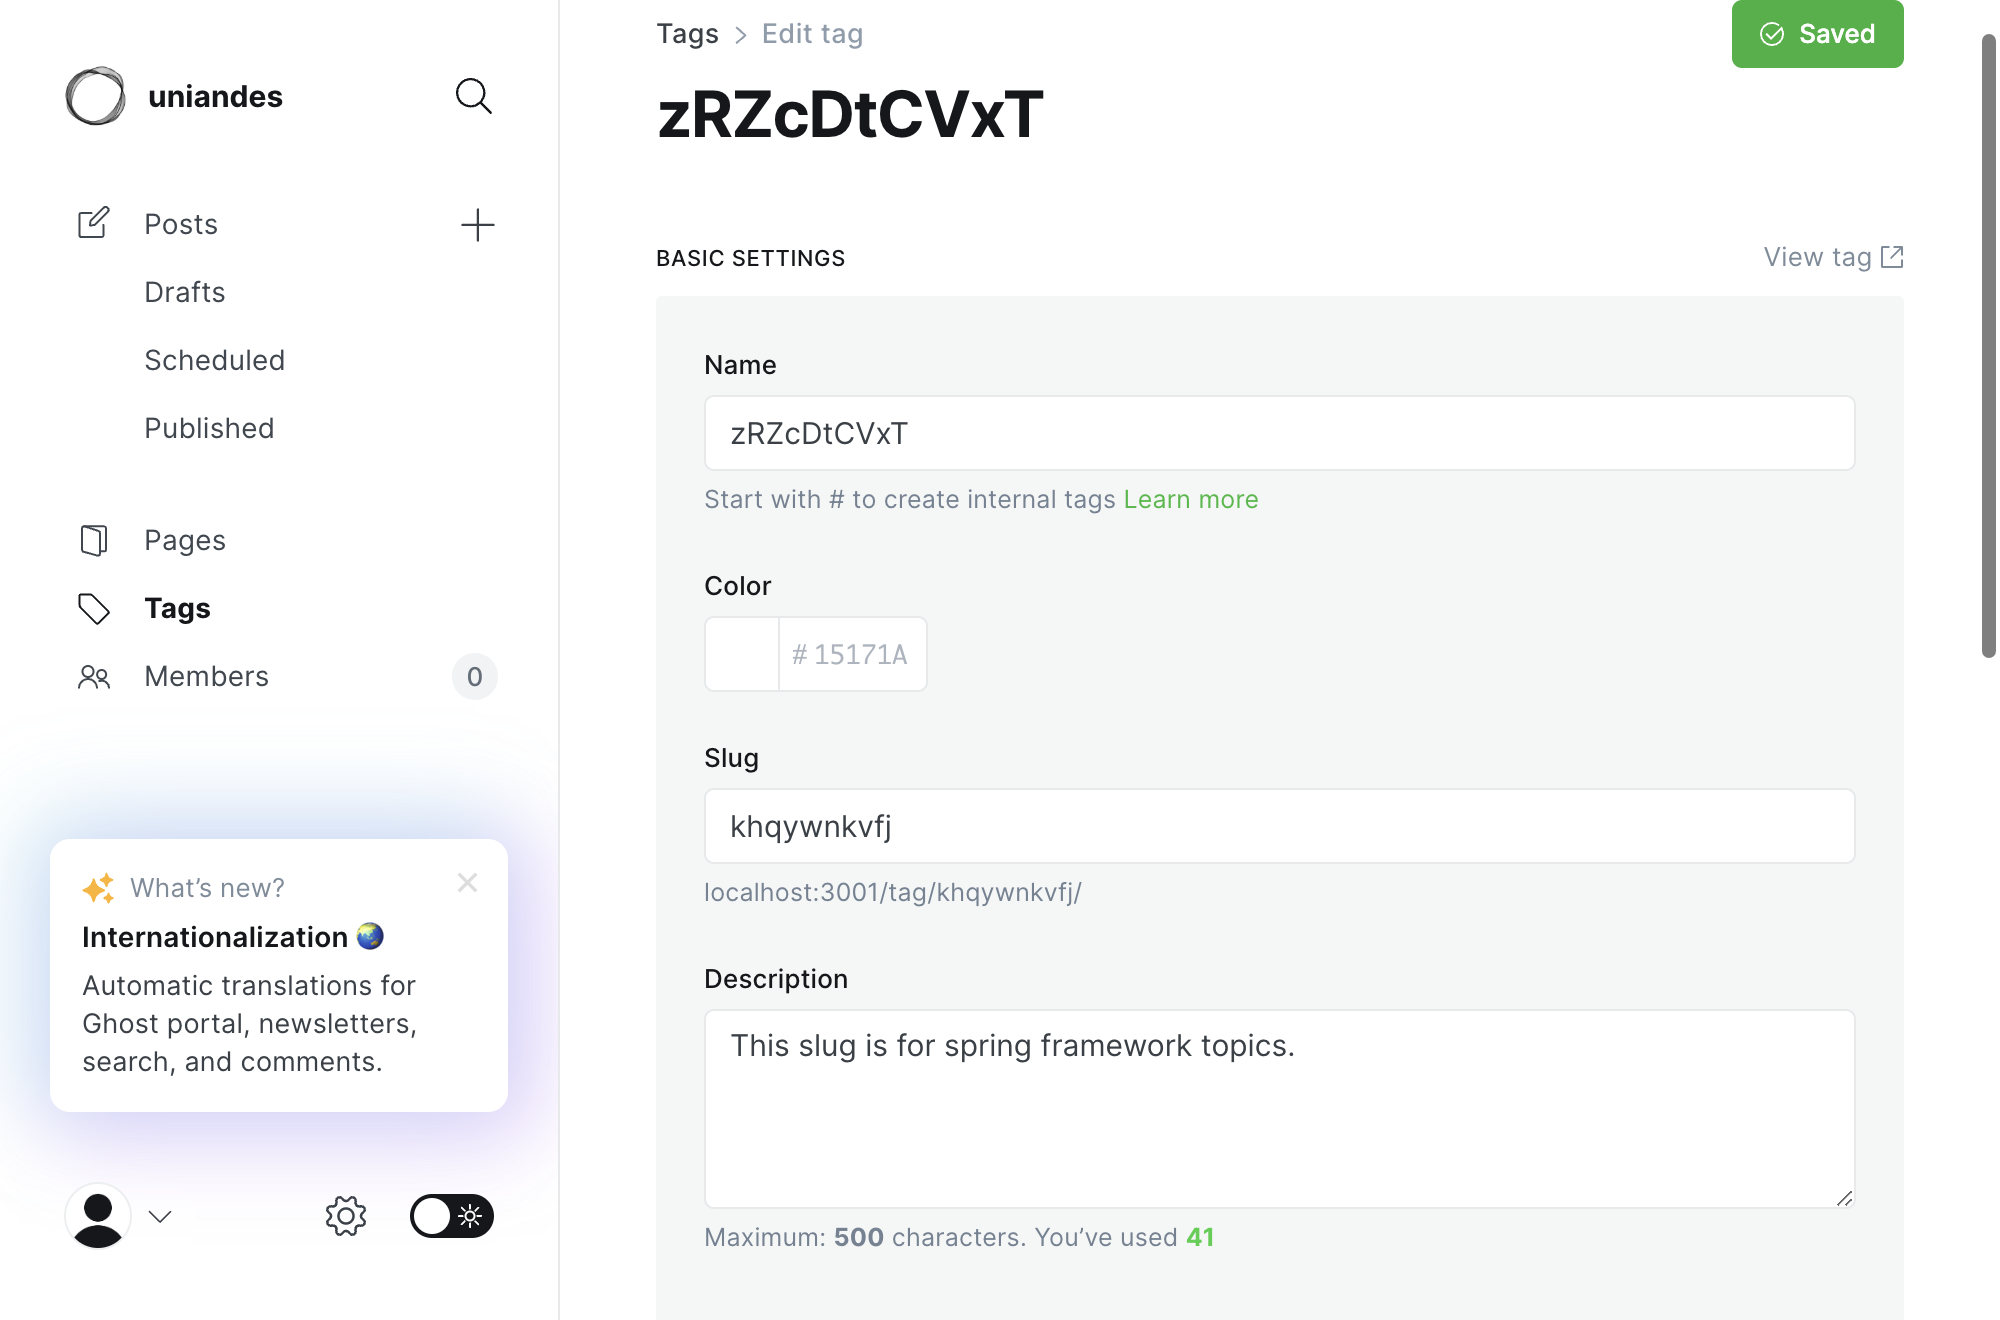 uniandes
Posts
Drafts
Scheduled
Published
Pages
Tags
Members
0
What’s new?
Internationalization
Automatic translations for
Ghost portal, newsletters,
search, and comments.
Tags > Edit tag
Saved
zRZcDtCVxT
BASIC SETTINGS
View tag
Name
zRZcDtCVxT
Start with # to create internal tags Learn more
Color
# 15171A
Slug
khqywnkvfj
localhost:3001/tag/khqywnkvfj/
Description
This slug is for spring framework topics.
Maximum: 500 characters. You’ve used 41